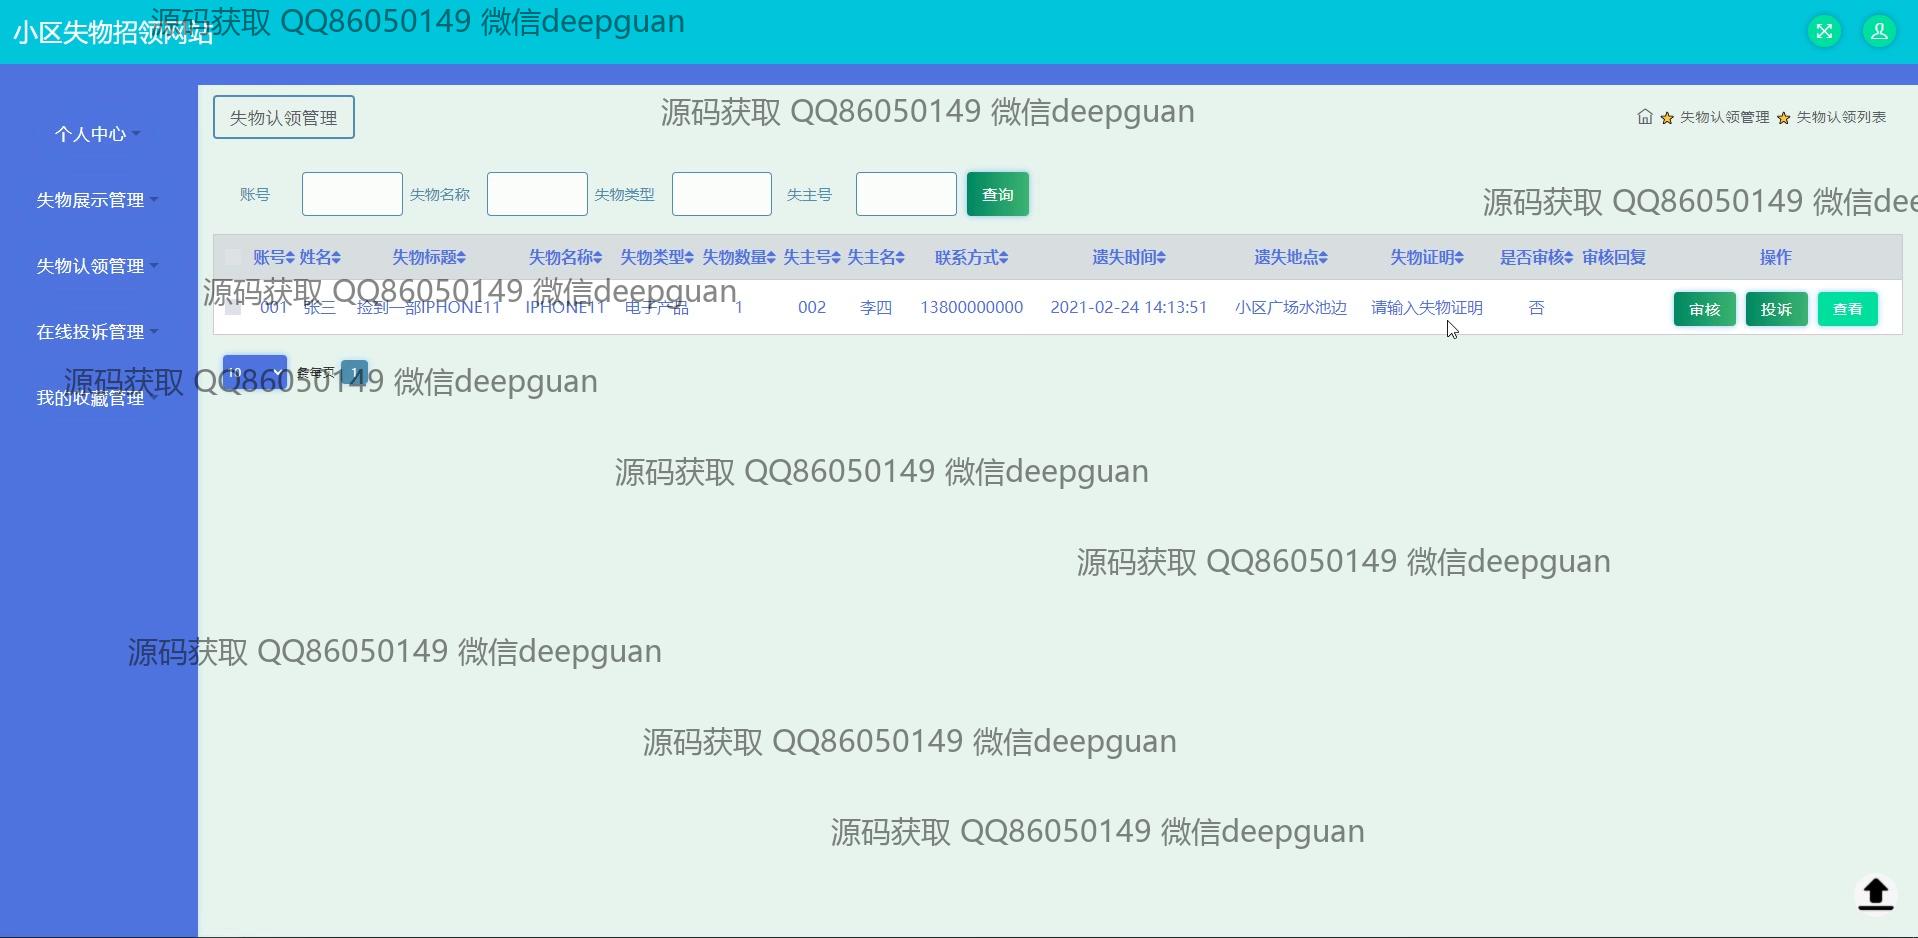 小区失物招领网站
源码获取 QQ86050149 微信deepguan
失物认领管理
源码获取 QQ86050149 微信deepguan
失物认领管理 失物认领列表
个人中心
失物展示管理
失物认领管理
在线投诉管理
我的收藏管理
账号 失物名称 失物类型 失主号 查询
源码获取 QQ86050149 微信dee
账号 姓名 失物标题 失物名称 失物类型 失物数量 失主号 失主名 联系方式 遗失时间 遗失地点 失物证明 是否审核 审核回复 操作
源码获取 QQ86050149 微信deepguan
001 张三 捡到一部IPHONE11 IPHONE11 电子产品 1 002 李四 13800000000 2021-02-24 14:13:51 小区广场水池边 请输入失物证明 否 审核 投诉 查看
10 每页 1
源码获取 QQ86050149 微信deepguan
源码获取 QQ86050149 微信deepguan
源码获取 QQ86050149 微信deepguan
源码获取 QQ86050149 微信deepguan
源码获取 QQ86050149 微信deepguan
源码获取 QQ86050149 微信deepguan